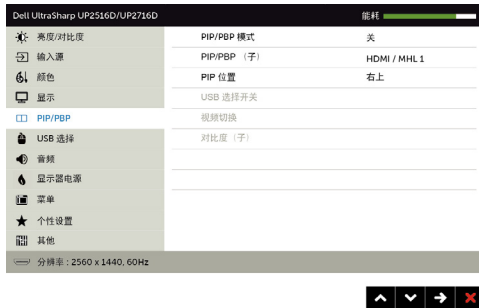 Dell UltraSharp UP2516D/UP2716D 能耗
亮度/对比度 PIP/PBP 模式 关
输入源 PIP/PBP （子） HDMI / MHL 1
颜色 PIP 位置 右上
显示 USB 选择开关
PIP/PBP 视频切换
USB 选择 对比度（子）
音频
显示器电源
菜单
个性设置
其他
分辨率 : 2560 x 1440, 60Hz